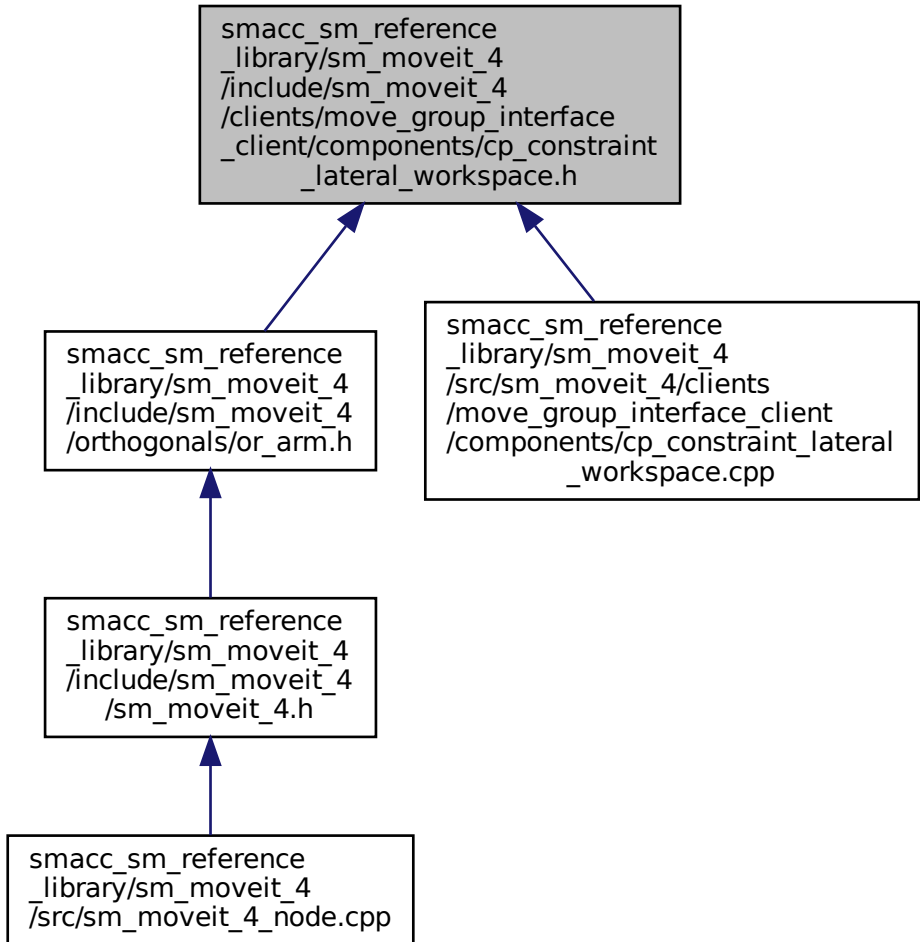 smacc_sm_reference
_library/sm_moveit_4
/include/sm_moveit_4
/clients/move_group_interface
_client/components/cp_constraint
_lateral_workspace.h
smacc_sm_reference
_library/sm_moveit_4
/include/sm_moveit_4
/orthogonals/or_arm.h
smacc_sm_reference
_library/sm_moveit_4
/src/sm_moveit_4/clients
/move_group_interface_client
/components/cp_constraint_lateral
_workspace.cpp
smacc_sm_reference
_library/sm_moveit_4
/include/sm_moveit_4
/sm_moveit_4.h
smacc_sm_reference
_library/sm_moveit_4
/src/sm_moveit_4_node.cpp